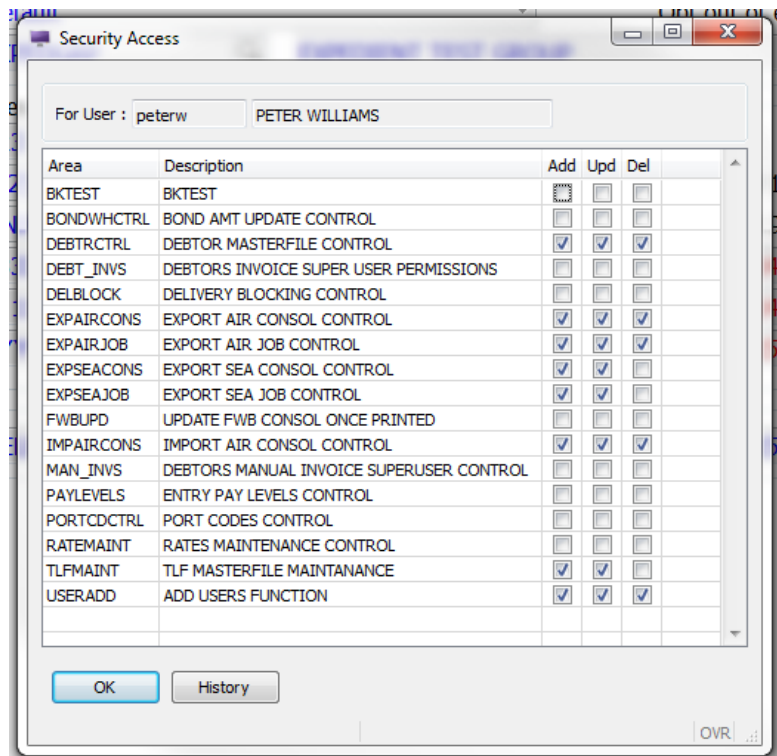 Security Access
EXPEDIENT TEST GROUP
For User : peterw PETER WILLIAMS
Area Description Add Upd Del
BKTEST BKTEST
BONDWHCTRL BOND AMT UPDATE CONTROL
DEBTRCTRL DEBTOR MASTERFILE CONTROL
DEBT_INVS DEBTORS INVOICE SUPER USER PERMISSIONS
DELBLOCK DELIVERY BLOCKING CONTROL
EXPAIRCONS EXPORT AIR CONSOL CONTROL
EXPAIRJOB EXPORT AIR JOB CONTROL
EXPSEACONS EXPORT SEA CONSOL CONTROL
EXPSEAJOB EXPORT SEA JOB CONTROL
FWBUPD UPDATE FWB CONSOL ONCE PRINTED
IMPAIRCONS IMPORT AIR CONSOL CONTROL
MAN_INVS DEBTORS MANUAL INVOICE SUPERUSER CONTROL
PAYLEVELS ENTRY PAY LEVELS CONTROL
PORTCDCTRL PORT CODES CONTROL
RATEMAINT RATES MAINTENANCE CONTROL
TLFMAINT TLF MASTERFILE MAINTANANCE
USERADD ADD USERS FUNCTION
OK History
OVR